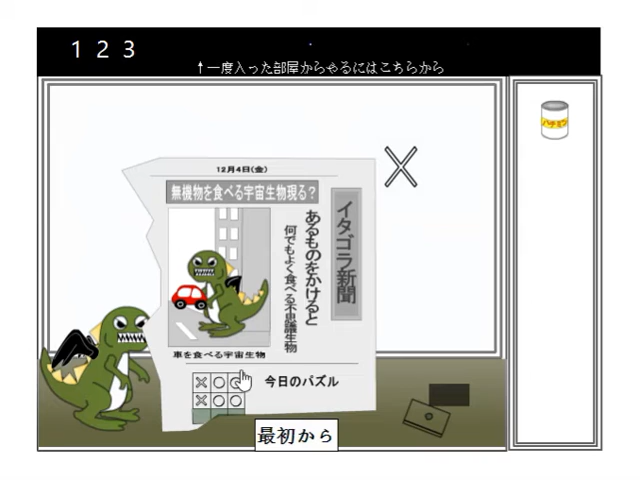 1 2 3
↑一度入った部屋からやるにはこちらから
ハチミツ
12月4日(金)
無機物を食べる宇宙生物現る？
イタゴラ新聞
あるものをかけると
何でもよく食べる不思議生物
車を食べる宇宙生物
今日のパズル
最初から